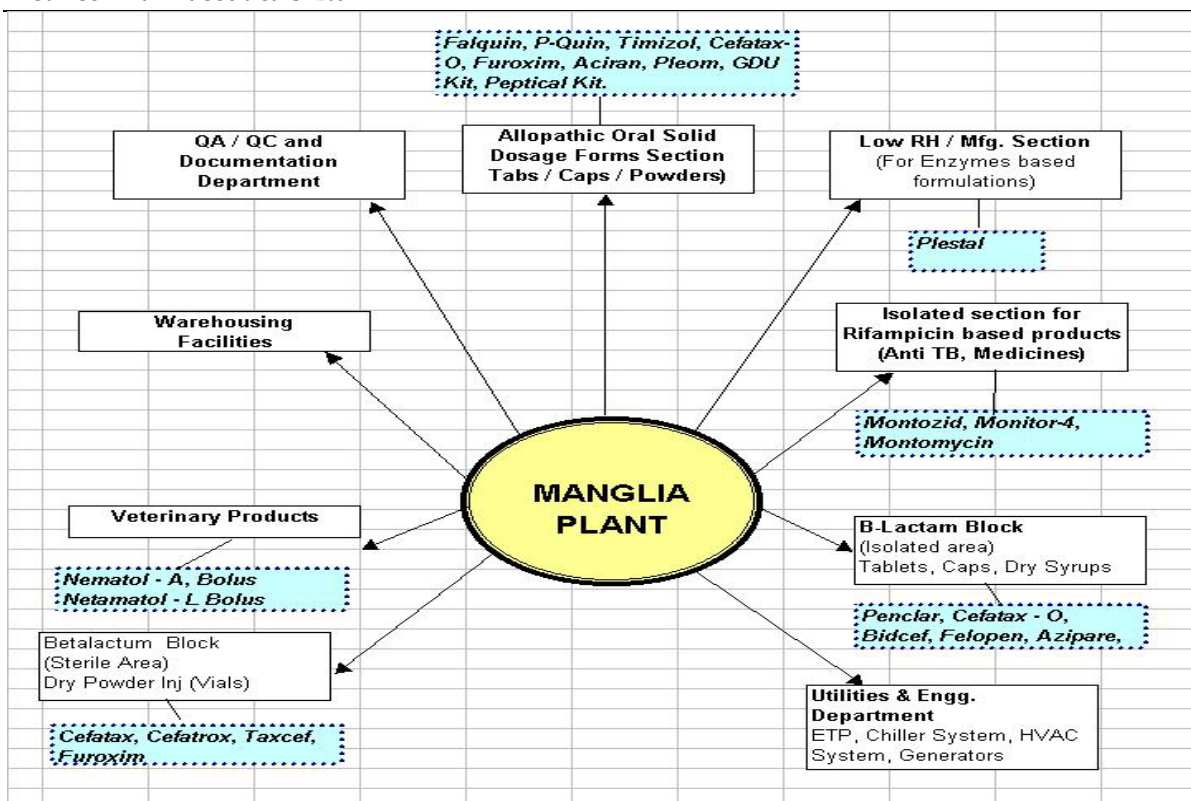 Falquin, P-Quin, Timizol, Cefatax-
O, Furoxim, Aciran, Pleom, GDU
Kit, Peptical Kit.
QA / QC and
Documentation
Department
Allopathic Oral Solid
Dosage Forms Section
Tabs / Caps / Powders)
Low RH / Mfg. Section
(For Enzymes based
formulations)
Plestal
Warehousing
Facilities
Isolated section for
Rifampicin based products
(Anti TB, Medicines)
Montozid, Monitor-4,
Montomycin
MANGLIA
PLANT
Veterinary Products
Nematol - A, Bolus
Netamatol - L Bolus
B-Lactam Block
(Isolated area)
Tablets, Caps, Dry Syrups
Penclar, Cefatax - O,
Bidcef, Felopen, Azipare,
Betalactum Block
(Sterile Area)
Dry Powder Inj (Vials)
Cefatax, Cefatrox, Taxcef,
Furoxim
Utilities & Engg.
Department
ETP, Chiller System, HVAC
System, Generators